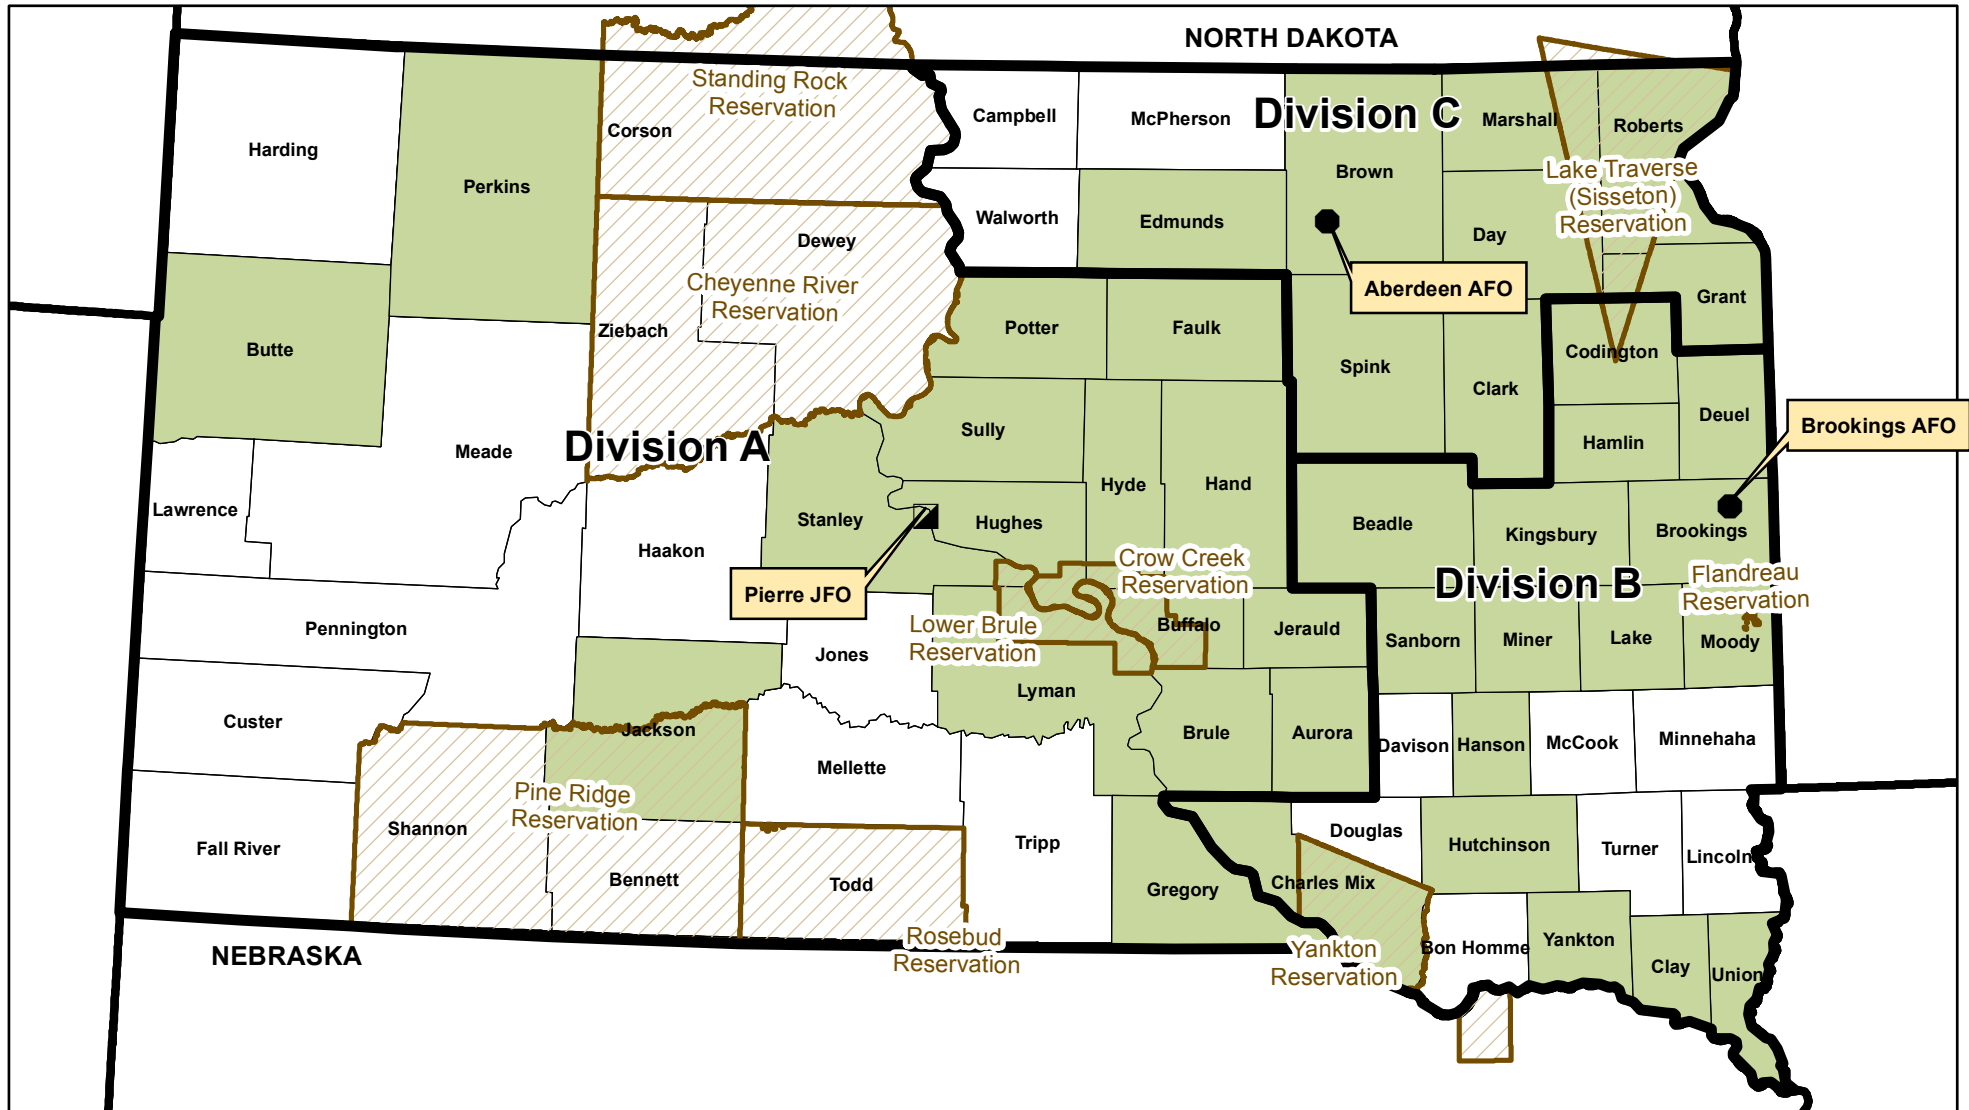 NORTH DAKOTA
Standing Rock
Reservation
Division C
Campbell
McPherson
Marshall
Roberts
Corson
Harding
Perkins
Brown
Lake Traverse
(Sisseton)
Reservation
Walworth
Edmunds
Day
Dewey
Cheyenne River
Reservation
Aberdeen AFO
Grant
Ziebach
Potter
Faulk
Butte
Codington
Spink
Clark
Deuel
Brookings AFO
Sully
Hamlin
Meade
Division A
Hyde
Hand
Lawrence
Stanley
Hughes
Beadle
Kingsbury
Brookings
Haakon
Crow Creek
Reservation
Division B
Flandreau
Reservation
Pierre JFO
Pennington
Lower Brule
Reservation
Buffalo
Jerauld
Sanborn
Miner
Lake
Moody
Jones
Lyman
Custer
Jackson
Brule
Aurora
Davison
Hanson
McCook
Minnehaha
Mellette
Pine Ridge
Reservation
Shannon
Fall River
Tripp
Douglas
Hutchinson
Turner
Lincoln
Bennett
Todd
Gregory
Charles Mix
Rosebud
Reservation
Yankton
Reservation
Bon Homme
Yankton
Clay
Union
NEBRASKA